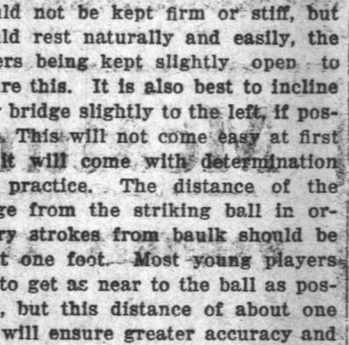 uld not be kept firm or stiff, but
uld rest naturally and easily, the
ers being kept slightly open to
re this. It is also best to incline
bridge slightly to the left, if pos-
. This will not come easy at first
it will come with determination
practice. The distance of the
ge from the striking ball in or-
ry strokes from baulk should be
t one foot. Most young players
to get as near to the ball as pos-
, but this distance of about one
will ensure greater accuracy and